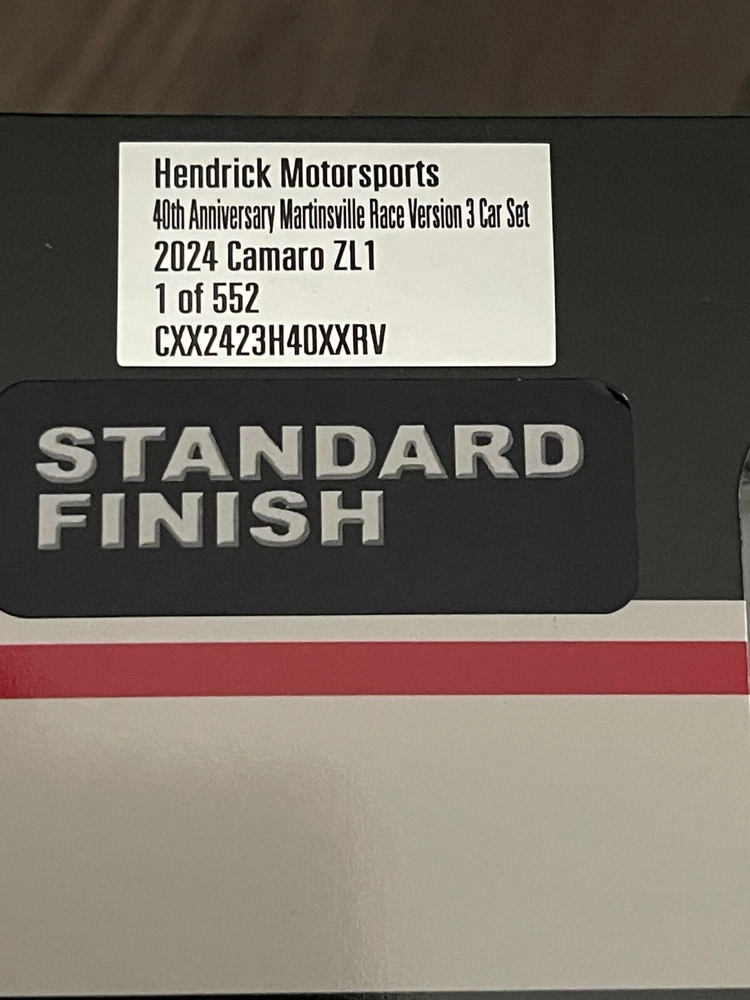 Hendrick Motorsports
40th Anniversary Martinsville Race Version 3 Car Set
2024 Camaro ZL1
1 of 552
CXX2423H40XXRV
STANDARD
FINISH